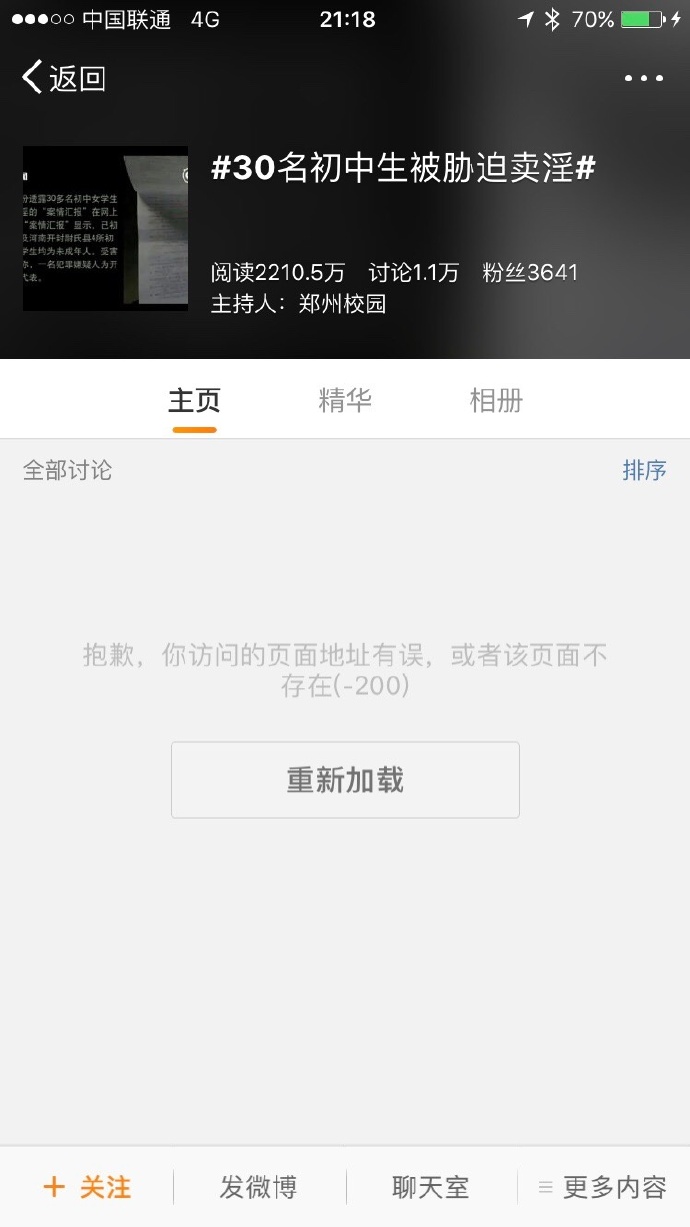 中国联通 4G 21:18 70%
返回
#30名初中生被胁迫卖淫#
透露30多名初中女学生
的“案情汇报”在网上
“案情汇报”显示,已初
及河南开封尉氏县4所初
学生均为未成年人。受害
尔,一名犯罪嫌疑人为开
代表。
阅读2210.5万 讨论1.1万 粉丝3641
主持人：郑州校园
主页 精华 相册
全部讨论 排序
抱歉，你访问的页面地址有误，或者该页面不
存在(-200)
重新加载
关注 发微博 聊天室 更多内容